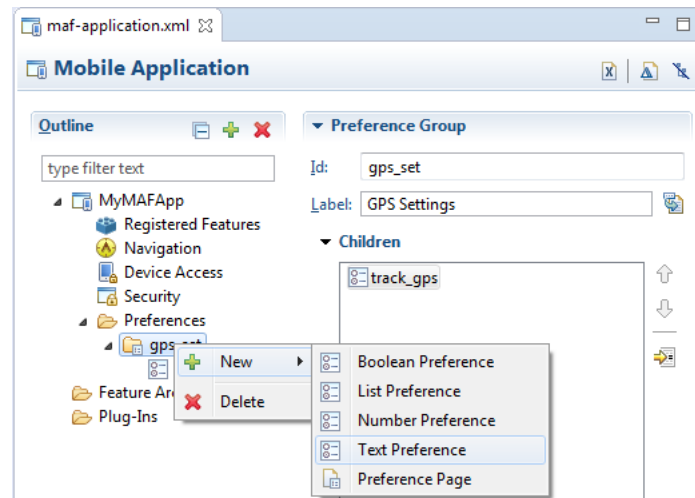 maf-application.xml
Mobile Application
Outline
type filter text
MyMAFApp
Registered Features
Navigation
Device Access
Security
Preferences
gps_set
Feature Ar
Plug-Ins
Preference Group
Id: gps_set
Label: GPS Settings
Children
track_gps
New
Delete
Boolean Preference
List Preference
Number Preference
Text Preference
Preference Page